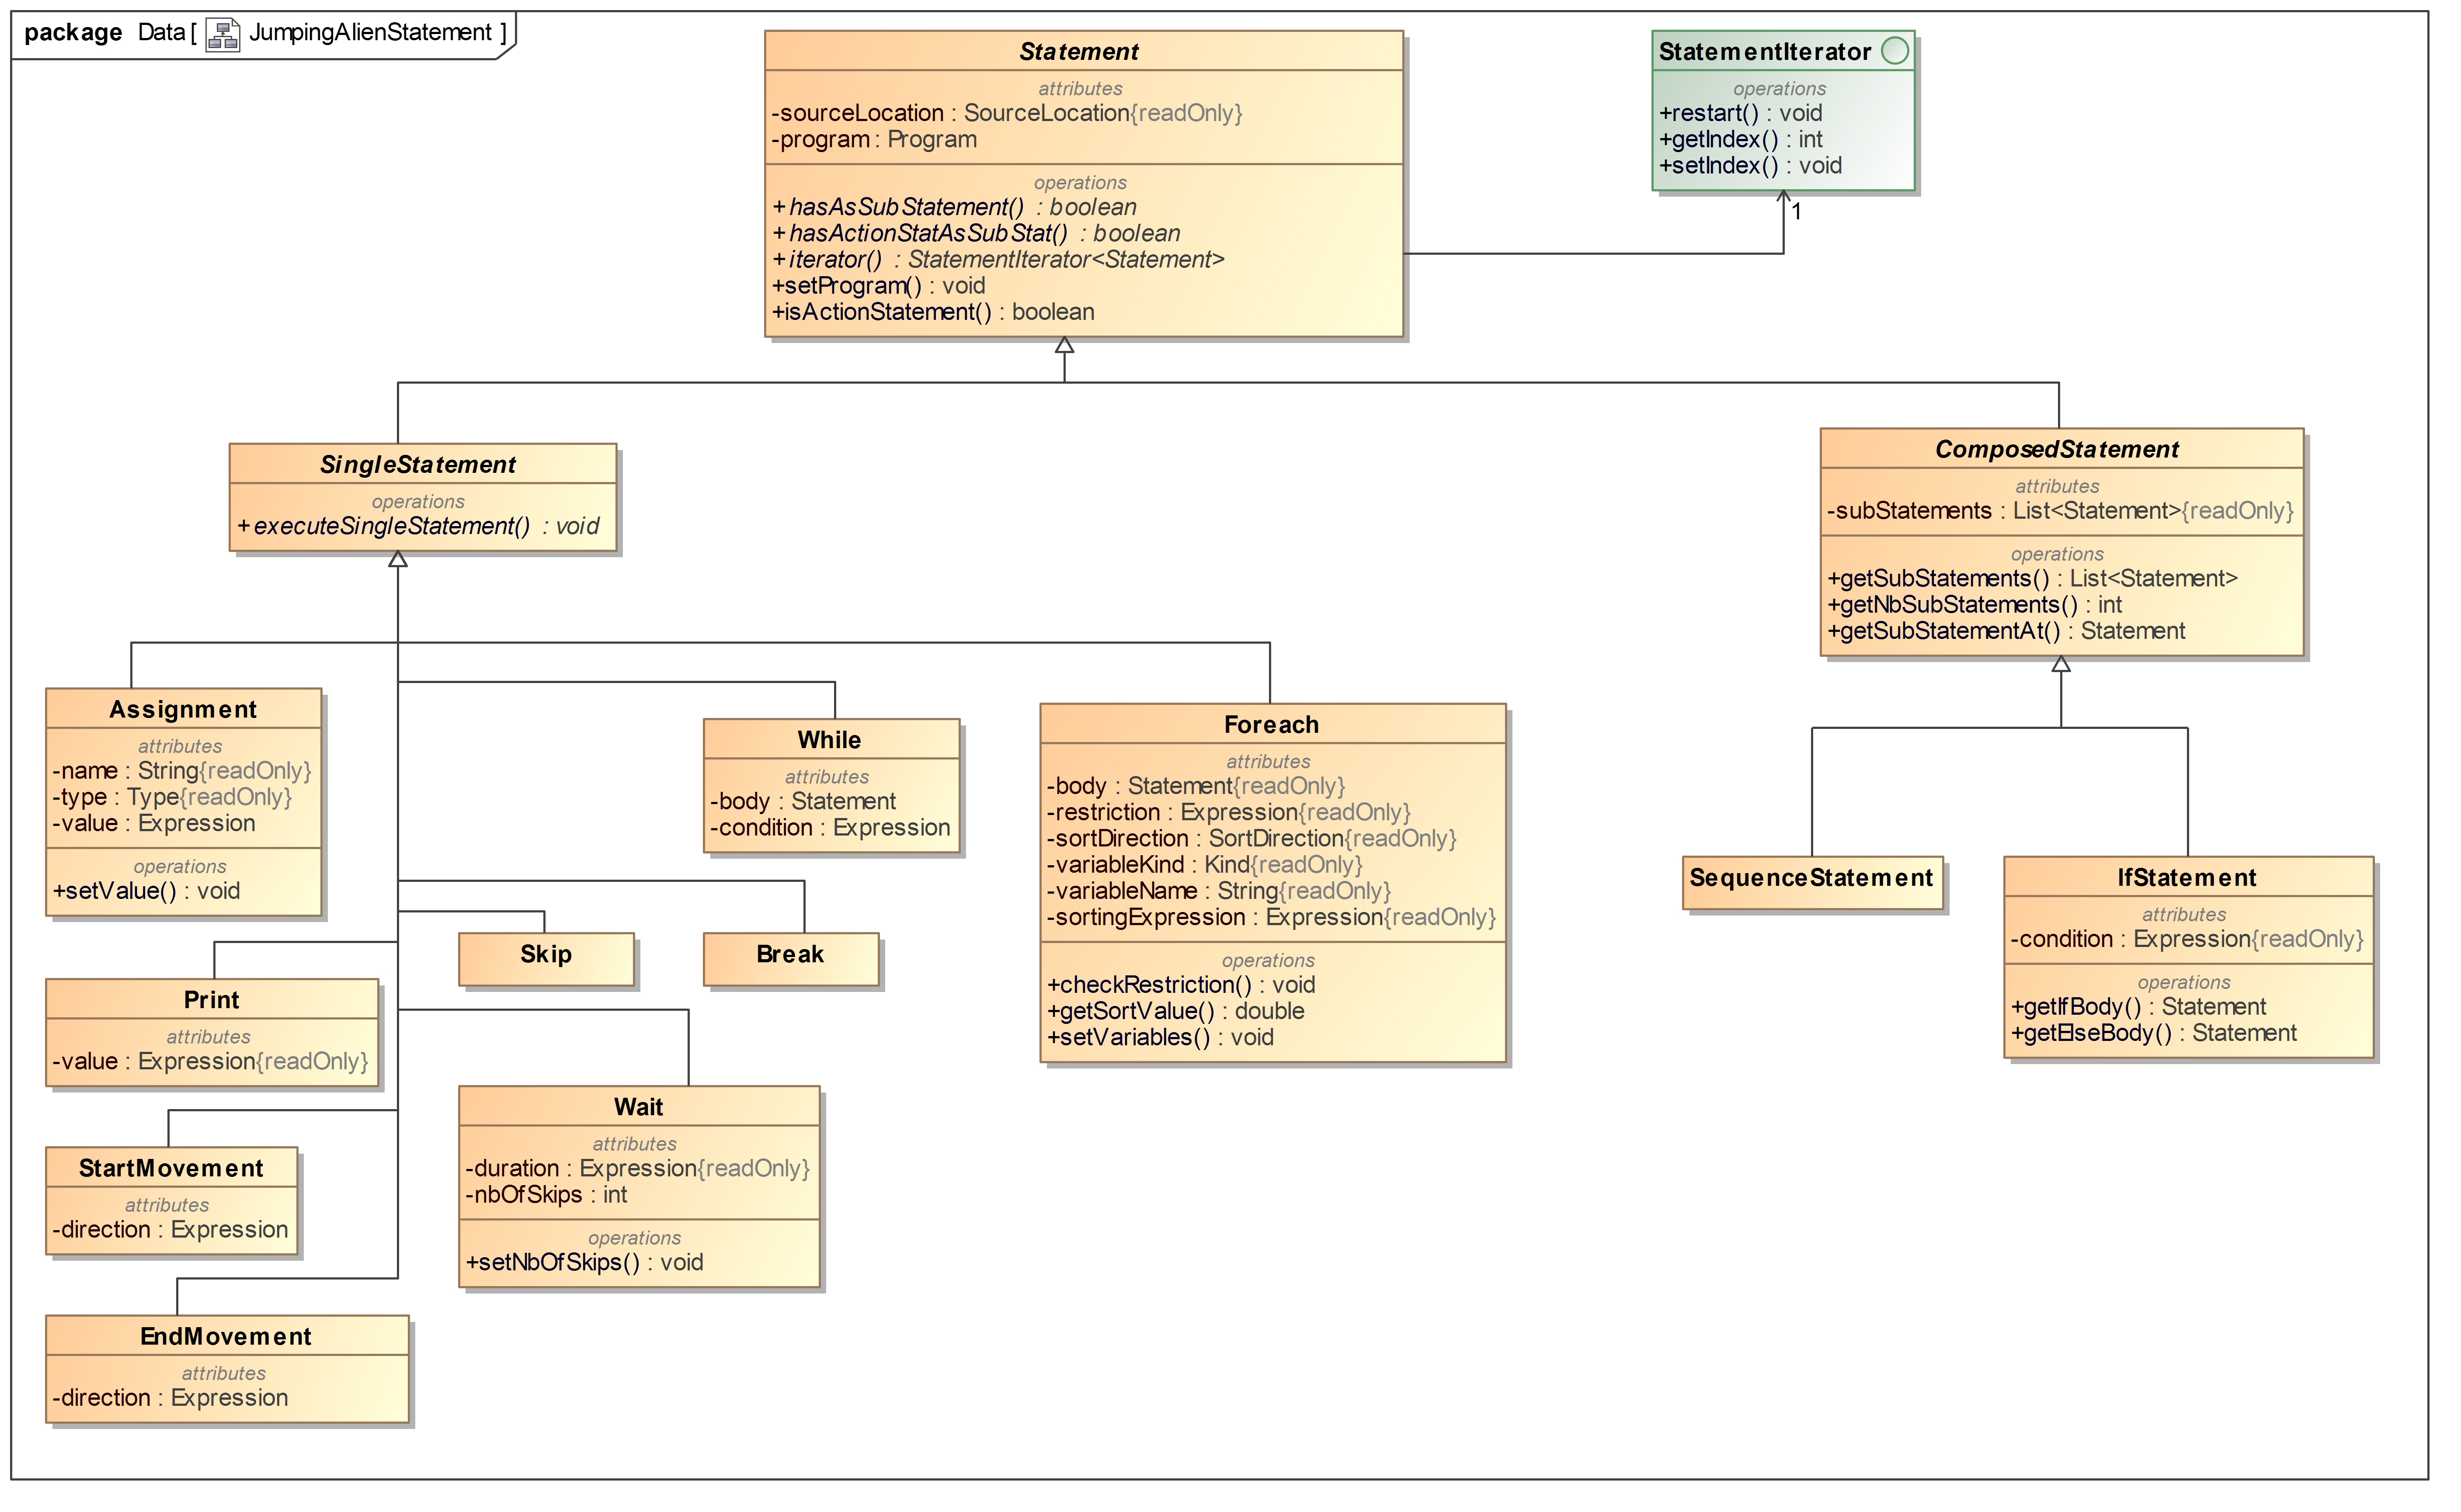 package Data [ JumpingAlienStatement ]
Statement
attributes
-sourceLocation : SourceLocation{readOnly}
-program : Program
operations
+hasAsSubStatement() : boolean
+hasActionStatAsSubStat() : boolean
+iterator() : StatementIterator<Statement>
+setProgram() : void
+isActionStatement() : boolean
StatementIterator
operations
+restart() : void
+getIndex() : int
+setIndex() : void
1
SingleStatement
operations
+executeSingleStatement() : void
ComposedStatement
attributes
-subStatements : List<Statement>{readOnly}
operations
+getSubStatements() : List<Statement>
+getNbSubStatements() : int
+getSubStatementAt() : Statement
Assignment
attributes
-name : String{readOnly}
-type : Type{readOnly}
-value : Expression
operations
+setValue() : void
While
attributes
-body : Statement
-condition : Expression
Foreach
attributes
-body : Statement{readOnly}
-restriction : Expression{readOnly}
-sortDirection : SortDirection{readOnly}
-variableKind : Kind{readOnly}
-variableName : String{readOnly}
-sortingExpression : Expression{readOnly}
operations
+checkRestriction() : void
+getSortValue() : double
+setVariables() : void
SequenceStatement
IfStatement
attributes
-condition : Expression{readOnly}
operations
+getIfBody() : Statement
+getElseBody() : Statement
Skip
Break
Print
attributes
-value : Expression{readOnly}
Wait
attributes
-duration : Expression{readOnly}
-nbOfSkips : int
operations
+setNbOfSkips() : void
StartMovement
attributes
-direction : Expression
EndMovement
attributes
-direction : Expression